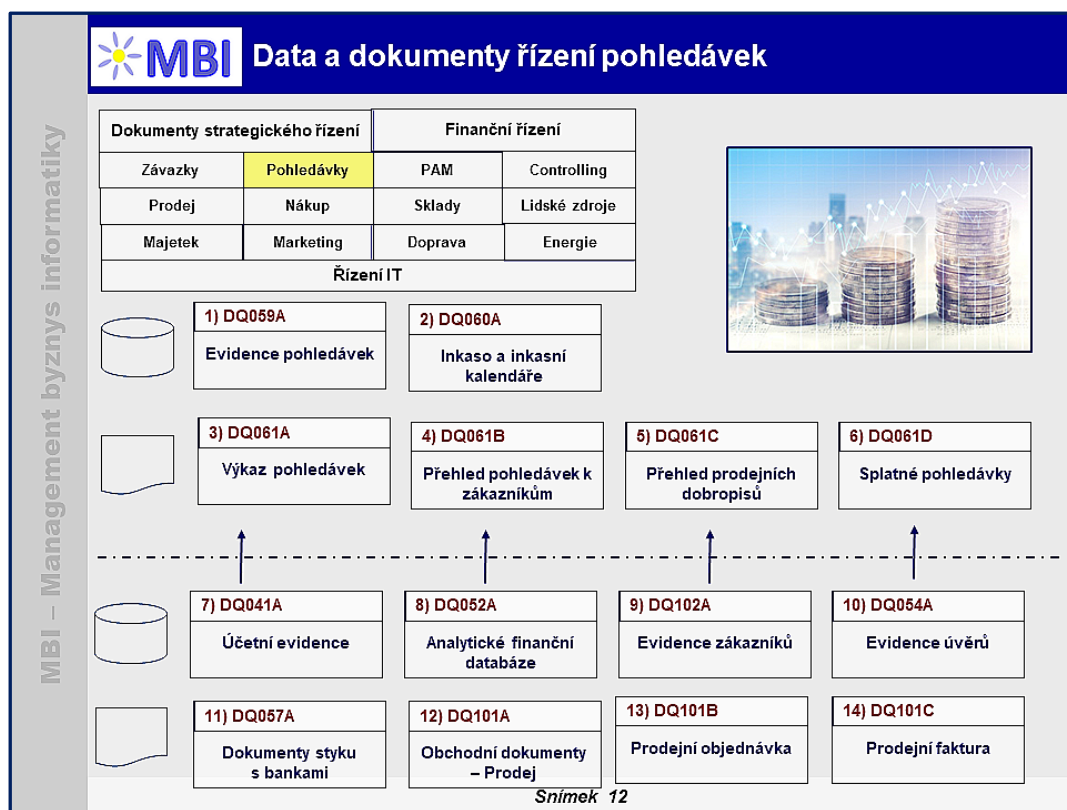 MBI
Data a dokumenty řízení pohledávek
MBI – Management byznys informatiky
Dokumenty strategického řízení
Finanční řízení
Závazky
Pohledávky
PAM
Controlling
Prodej
Nákup
Sklady
Lidské zdroje
Majetek
Marketing
Doprava
Energie
Řízení IT
1) DQ059A
Evidence pohledávek
2) DQ060A
Inkaso a inkasní
kalendáře
3) DQ061A
Výkaz pohledávek
4) DQ061B
Přehled pohledávek k
zákazníkům
5) DQ061C
Přehled prodejních
dobropisů
6) DQ061D
Splatné pohledávky
7) DQ041A
Účetní evidence
8) DQ052A
Analytické finanční
databáze
9) DQ102A
Evidence zákazníků
10) DQ054A
Evidence úvěrů
11) DQ057A
Dokumenty styku
s bankami
12) DQ101A
Obchodní dokumenty
– Prodej
13) DQ101B
Prodejní objednávka
14) DQ101C
Prodejní faktura
Snímek 12